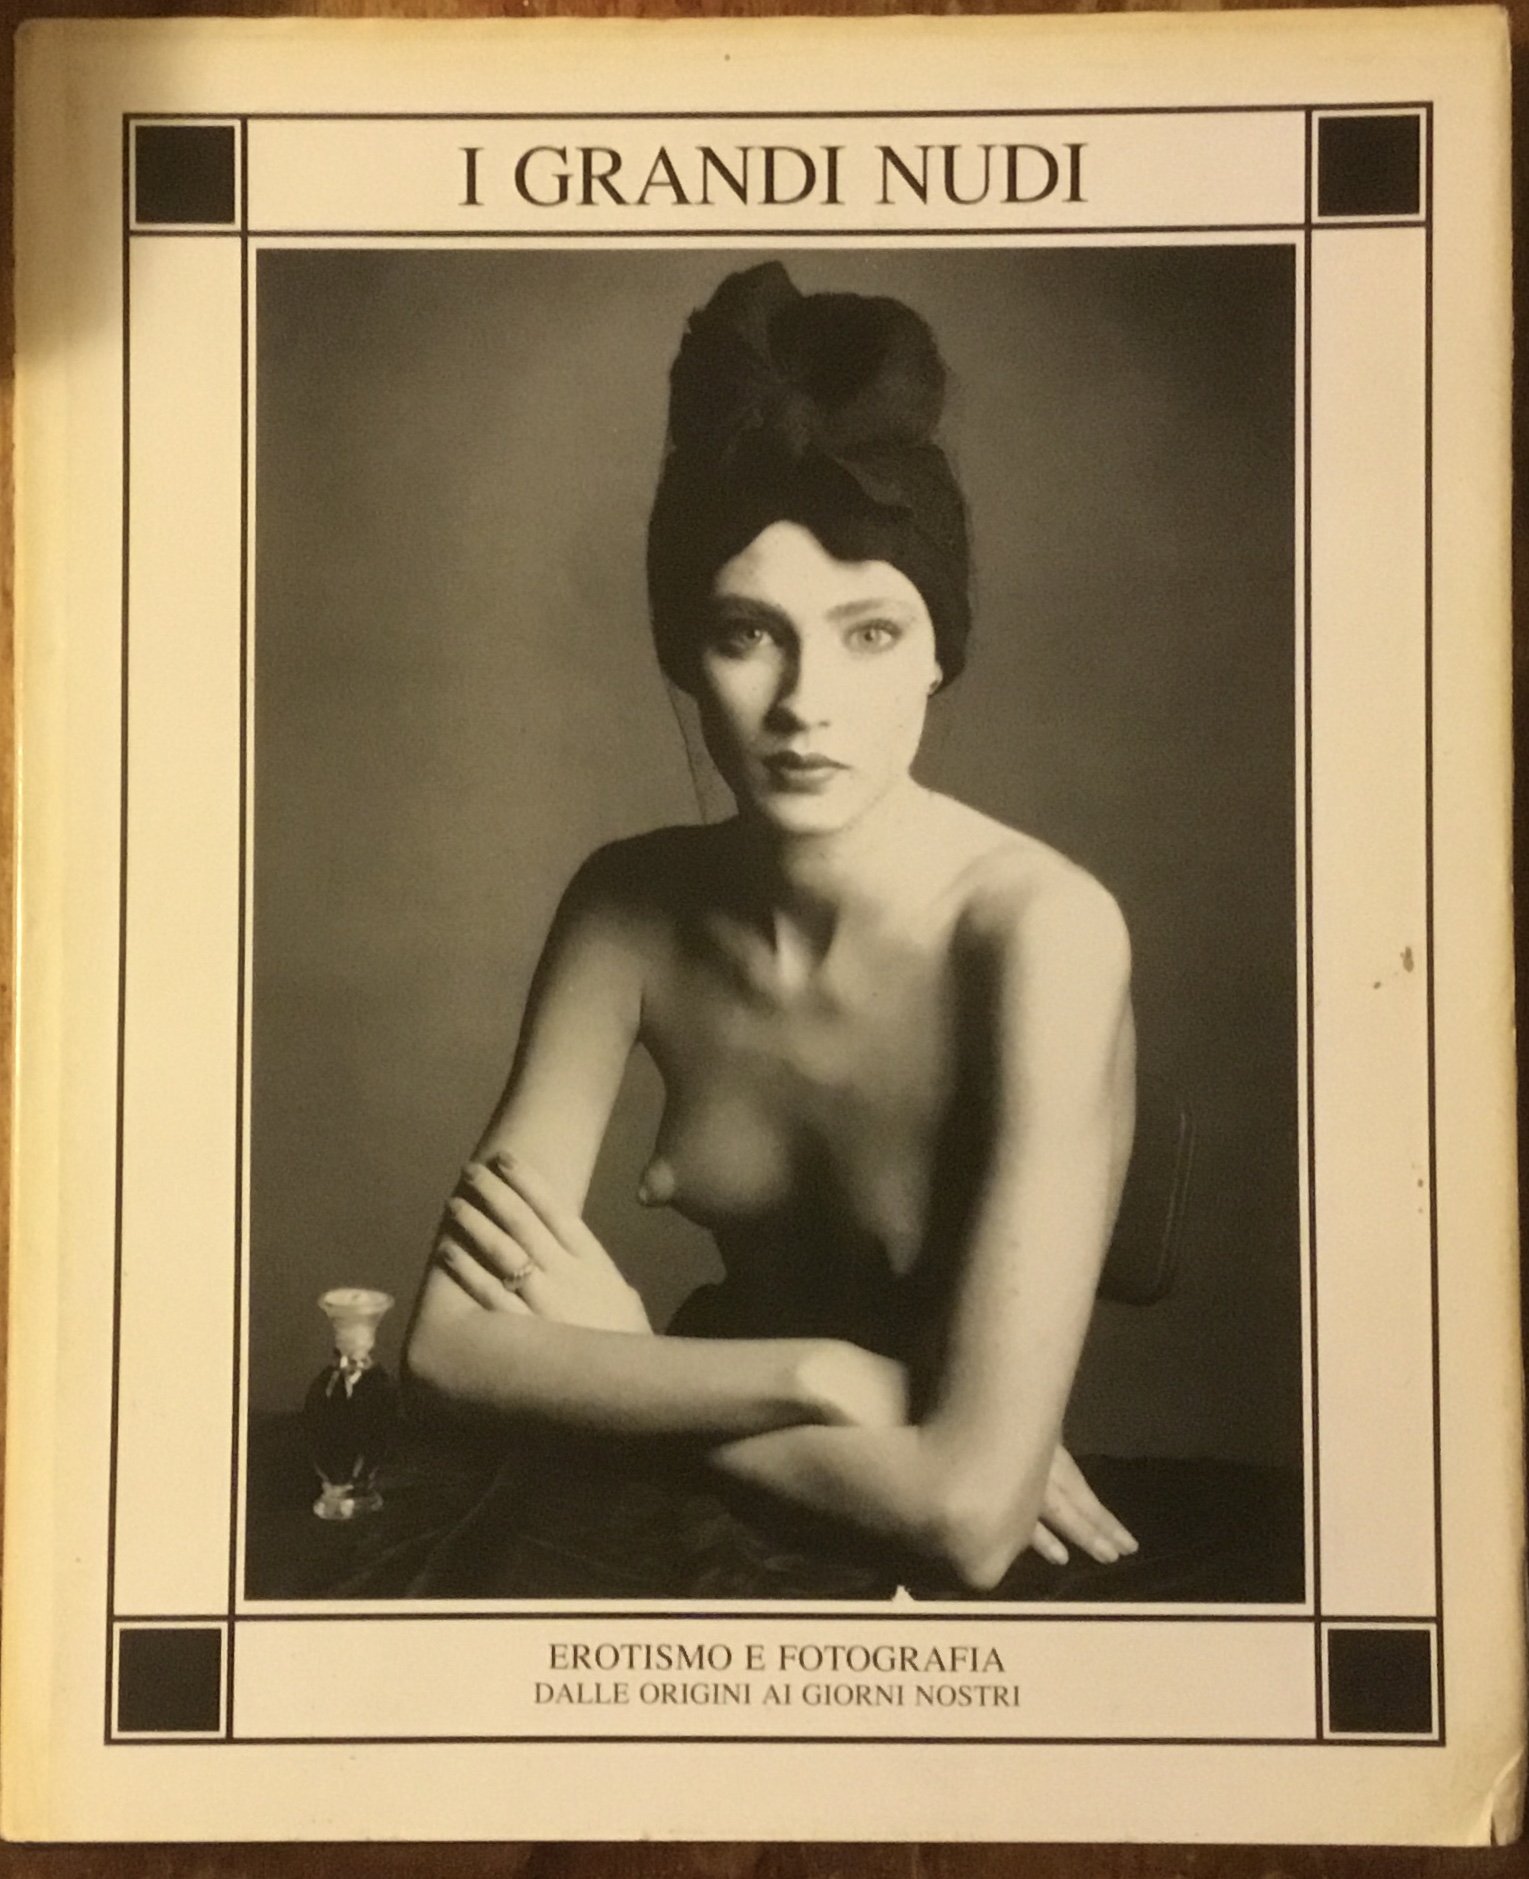 I GRANDI NUDI
EROTISMO E FOTOGRAFIA
DALLE ORIGINI AI GIORNI NOSTRI